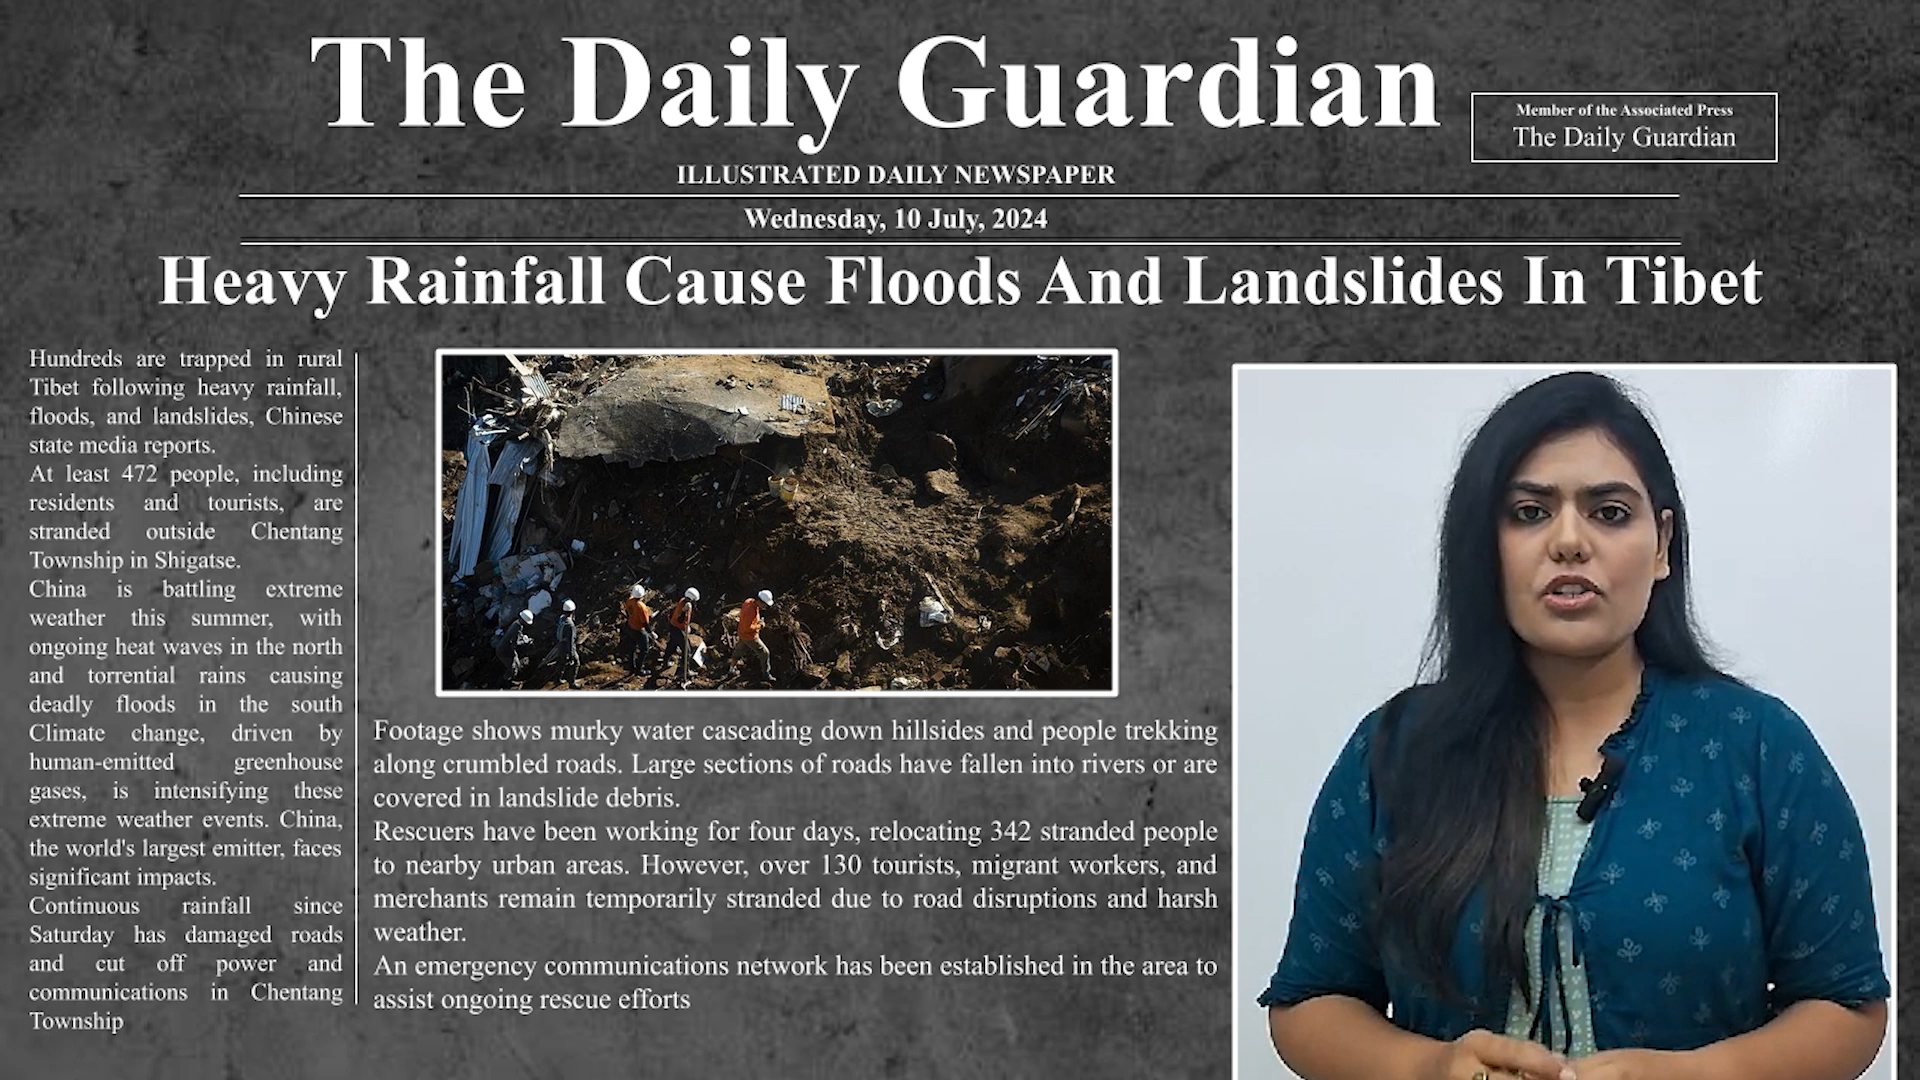 The Daily Guardian
Member of the Associated Press
The Daily Guardian
ILLUSTRATED DAILY NEWSPAPER
Wednesday, 10 July, 2024
Heavy Rainfall Cause Floods And Landslides In Tibet
Hundreds are trapped in rural
Tibet following heavy rainfall,
floods, and landslides, Chinese
state media reports.
At least 472 people, including
residents and tourists, are
stranded outside Chentang
Township in Shigatse.
China is battling extreme
weather this summer, with
ongoing heat waves in the north
and torrential rains causing
deadly floods in the south
Climate change, driven by
human-emitted greenhouse
gases, is intensifying these
extreme weather events. China,
the world's largest emitter, faces
significant impacts.
Continuous rainfall since
Saturday has damaged roads
and cut off power and
communications in Chentang
Township
Footage shows murky water cascading down hillsides and people trekking
along crumbled roads. Large sections of roads have fallen into rivers or are
covered in landslide debris.
Rescuers have been working for four days, relocating 342 stranded people
to nearby urban areas. However, over 130 tourists, migrant workers, and
merchants remain temporarily stranded due to road disruptions and harsh
weather.
An emergency communications network has been established in the area to
assist ongoing rescue efforts